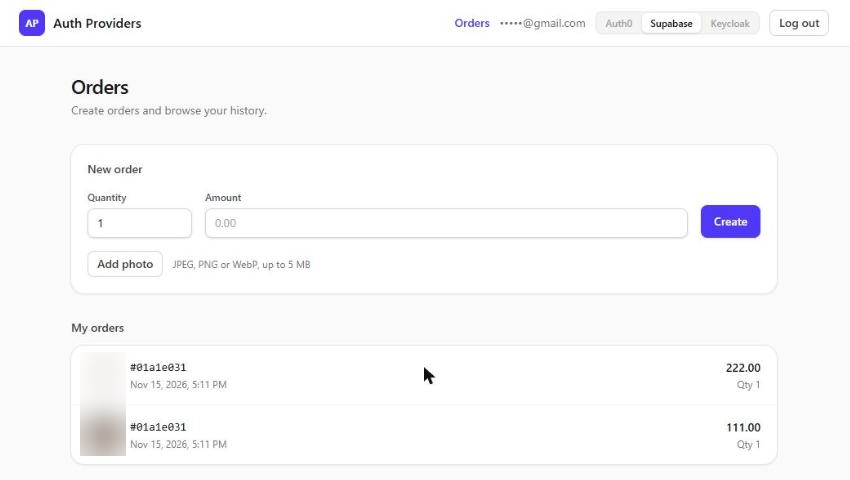 AP Auth Providers Orders •••••@gmail.com Auth0 Supabase Keycloak Log out
Orders
Create orders and browse your history.
New order
Quantity Amount
1 0.00 Create
Add photo JPEG, PNG or WebP, up to 5 MB
My orders
#01a1e031 222.00
Nov 15, 2026, 5:11 PM Qty 1
#01a1e031 111.00
Nov 15, 2026, 5:11 PM Qty 1